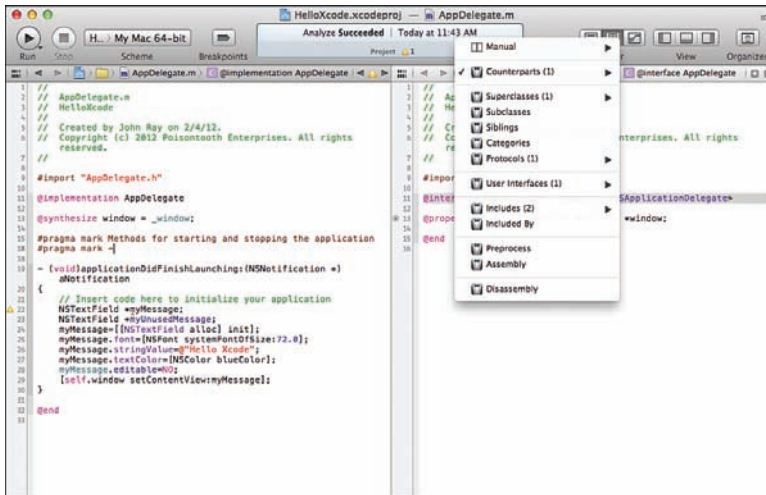 HelloXcode.xcodeproj — AppDelegate.m
Run
Stop
H... My Mac 64-bit
Scheme
Breakpoints
Analyze Succeeded | Today at 11:43 AM
Project 1
View
Organizer
AppDelegate.m
@implementation AppDelegate
@interface AppDelegate
Manual
✓ Counterparts (1)
Superclasses (1)
Subclasses
Siblings
Categories
Protocols (1)
User Interfaces (1)
Includes (2)
Included By
Preprocess
Assembly
Disassembly
//
// AppDelegate.m
// HelloXcode
//
// Created by John Ray on 2/4/12.
// Copyright (c) 2012 Poisontooth Enterprises. All rights
reserved.
//
#import "AppDelegate.h"
@implementation AppDelegate
@synthesize window = _window;
#pragma mark Methods for starting and stopping the application
#pragma mark -
- (void)applicationDidFinishLaunching:(NSNotification *)
aNotification
{
// Insert code here to initialize your application
NSTextField *myMessage;
NSTextField *myUnusedMessage;
myMessage=[[NSTextField alloc] init];
myMessage.font=[NSFont systemFontOfSize:72.0];
myMessage.stringValue=@"Hello Xcode";
myMessage.textColor=[NSColor blueColor];
myMessage.editable=NO;
[self.window setContentView:myMessage];
}
@end
//
//
//
//
//
nterprises. All rights
//
#impor
@inter
SApplicationDelegate>
@prope
*window;
@end